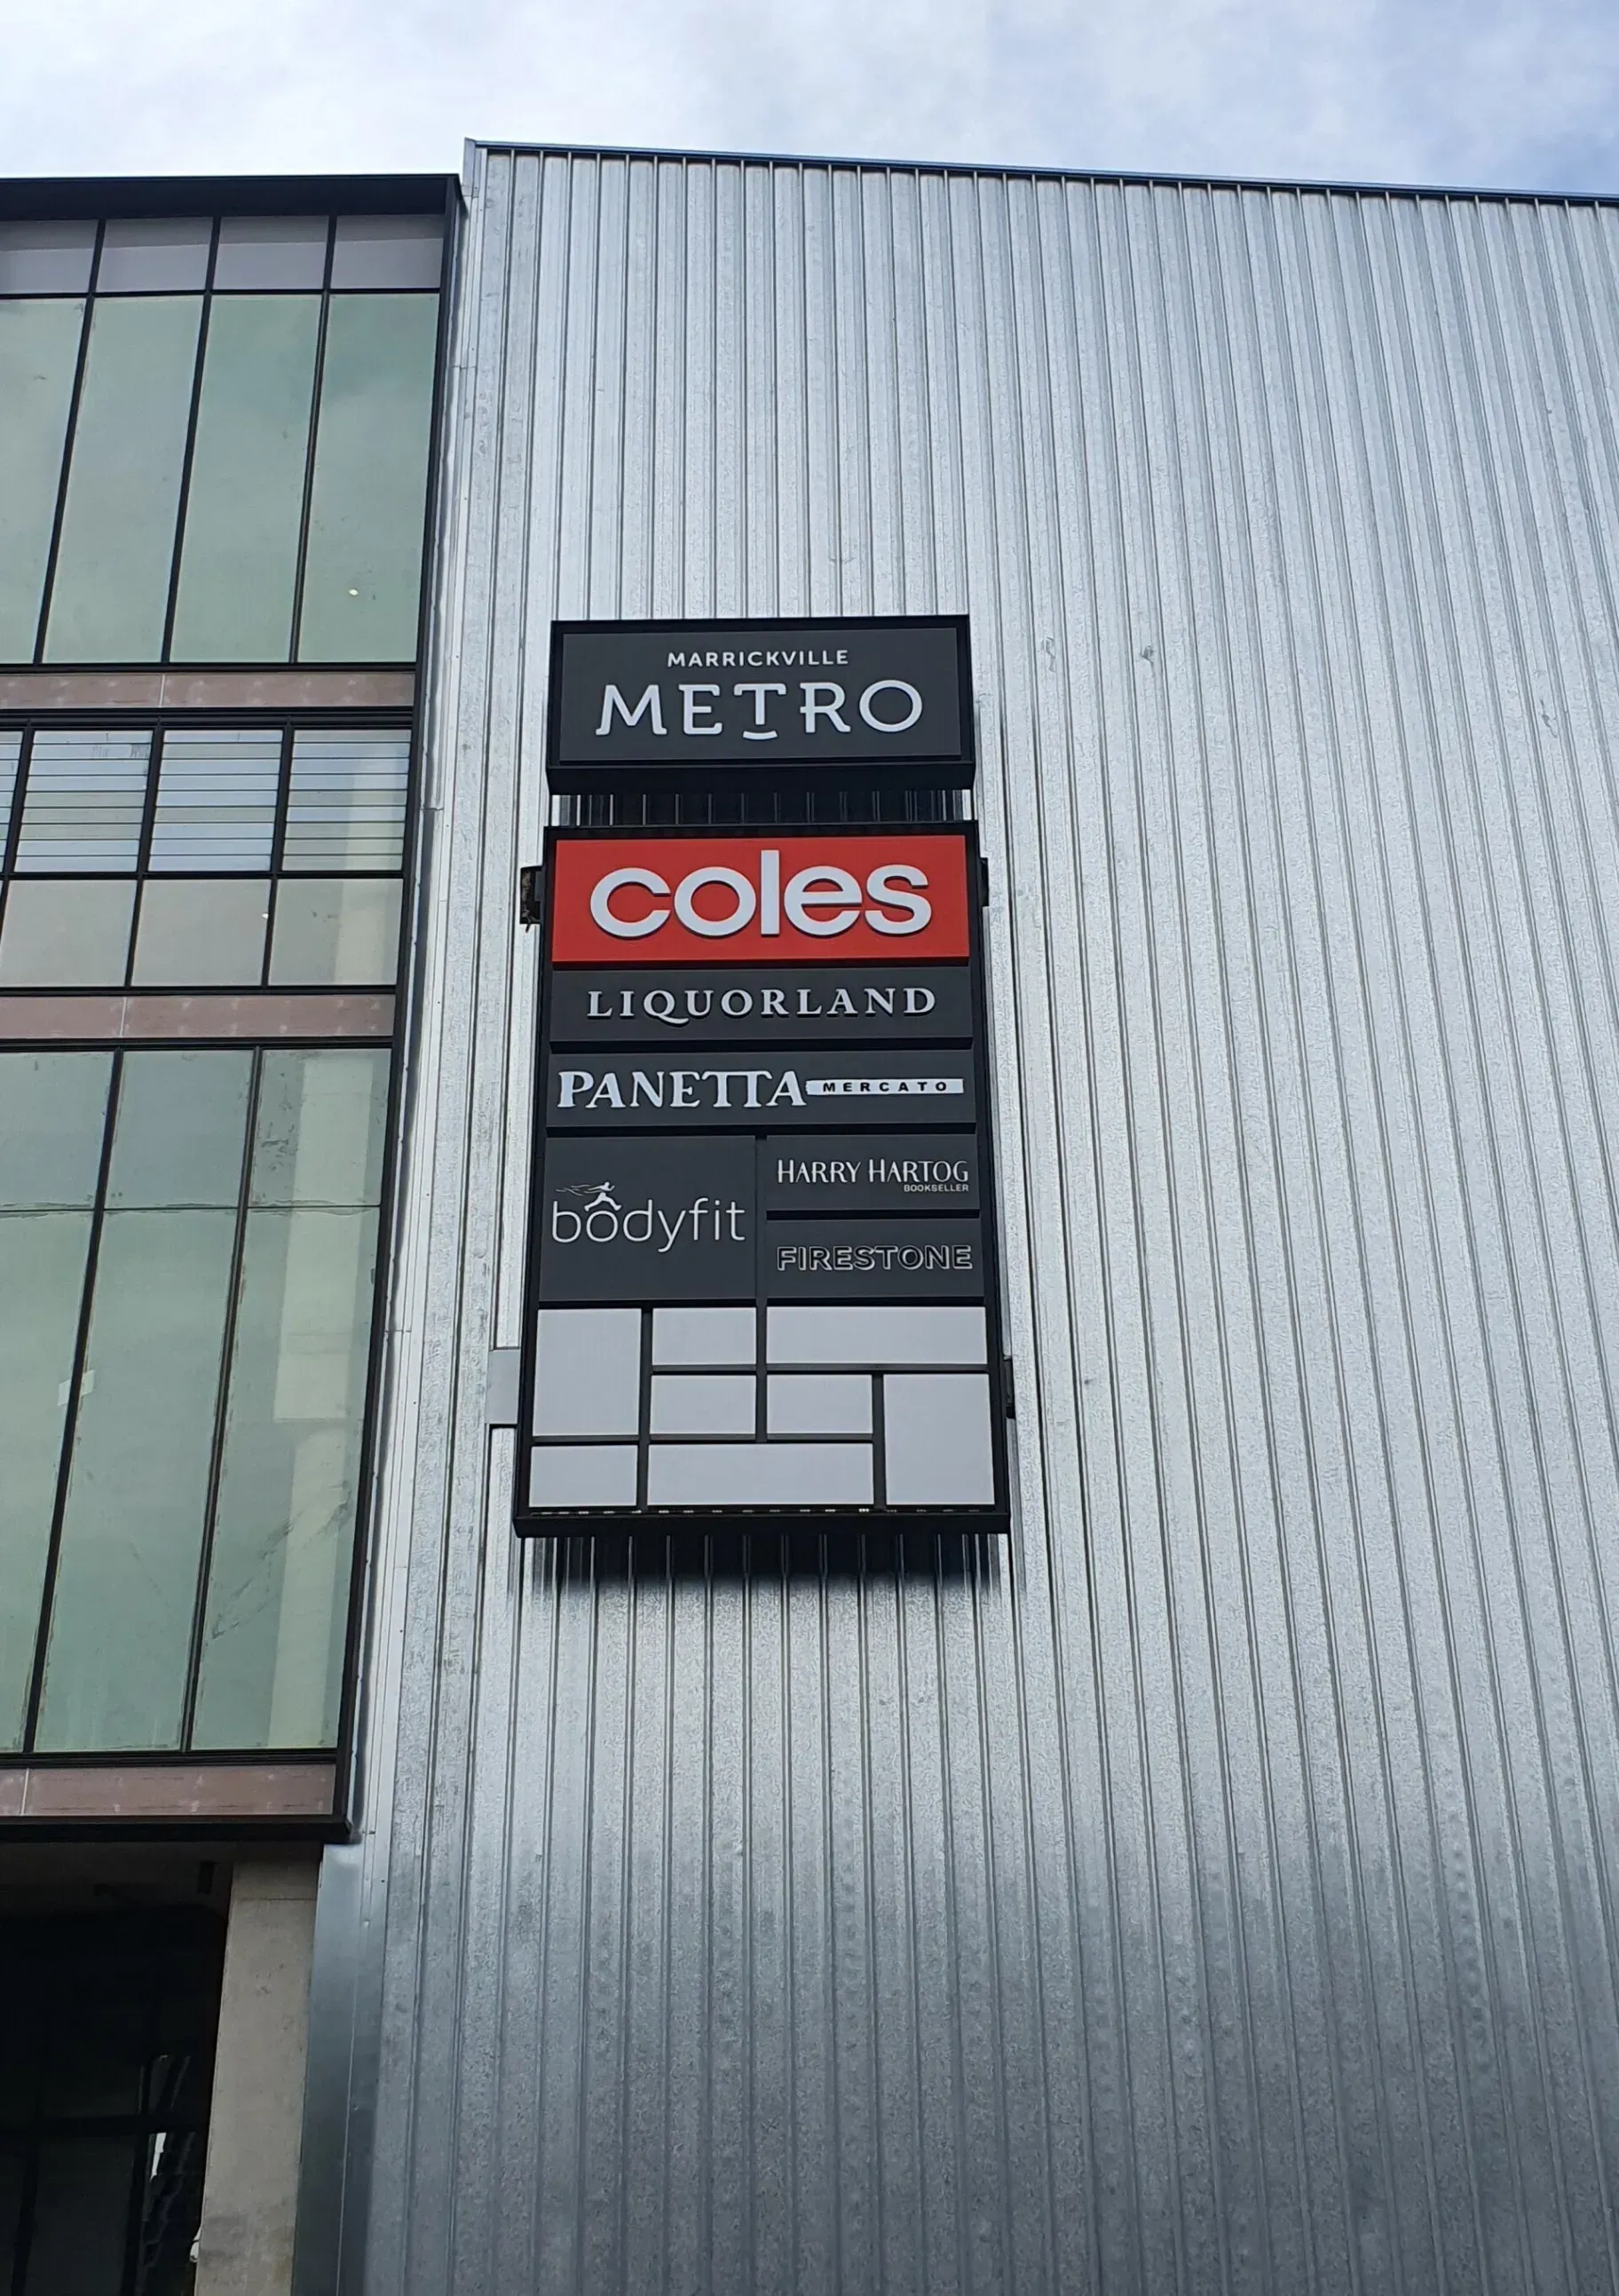 MARRICKVILLE
METRO
coles
LIQUORLAND
PANETTA MERCATO
bodyfit
HARRY HARTOG
BOOKSELLER
FIRESTONE